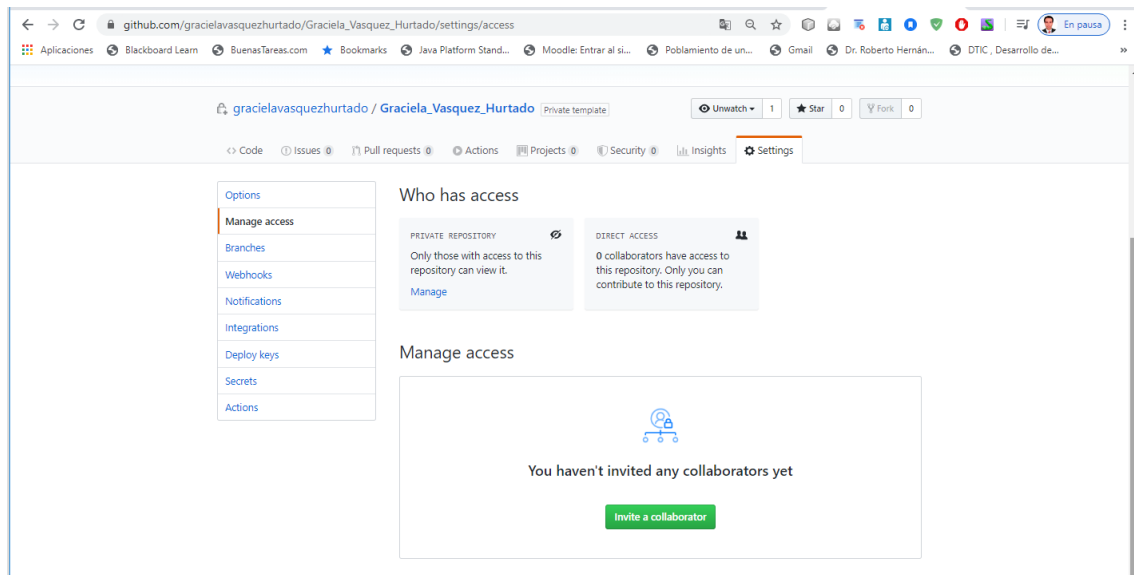 github.com/gracielavasquezhurtado/Graciela_Vasquez_Hurtado/settings/access
En pausa
Aplicaciones Blackboard Learn BuenasTareas.com Bookmarks Java Platform Stand... Moodle: Entrar al si... Poblamiento de un... Gmail Dr. Roberto Hernán... DTIC , Desarrollo de... »
gracielavasquezhurtado / Graciela_Vasquez_Hurtado Private template Unwatch 1 Star 0 Fork 0
Code Issues 0 Pull requests 0 Actions Projects 0 Security 0 Insights Settings
Options
Manage access
Branches
Webhooks
Notifications
Integrations
Deploy keys
Secrets
Actions
Who has access
PRIVATE REPOSITORY
Only those with access to this
repository can view it.
Manage
DIRECT ACCESS
0 collaborators have access to
this repository. Only you can
contribute to this repository.
Manage access
You haven't invited any collaborators yet
Invite a collaborator